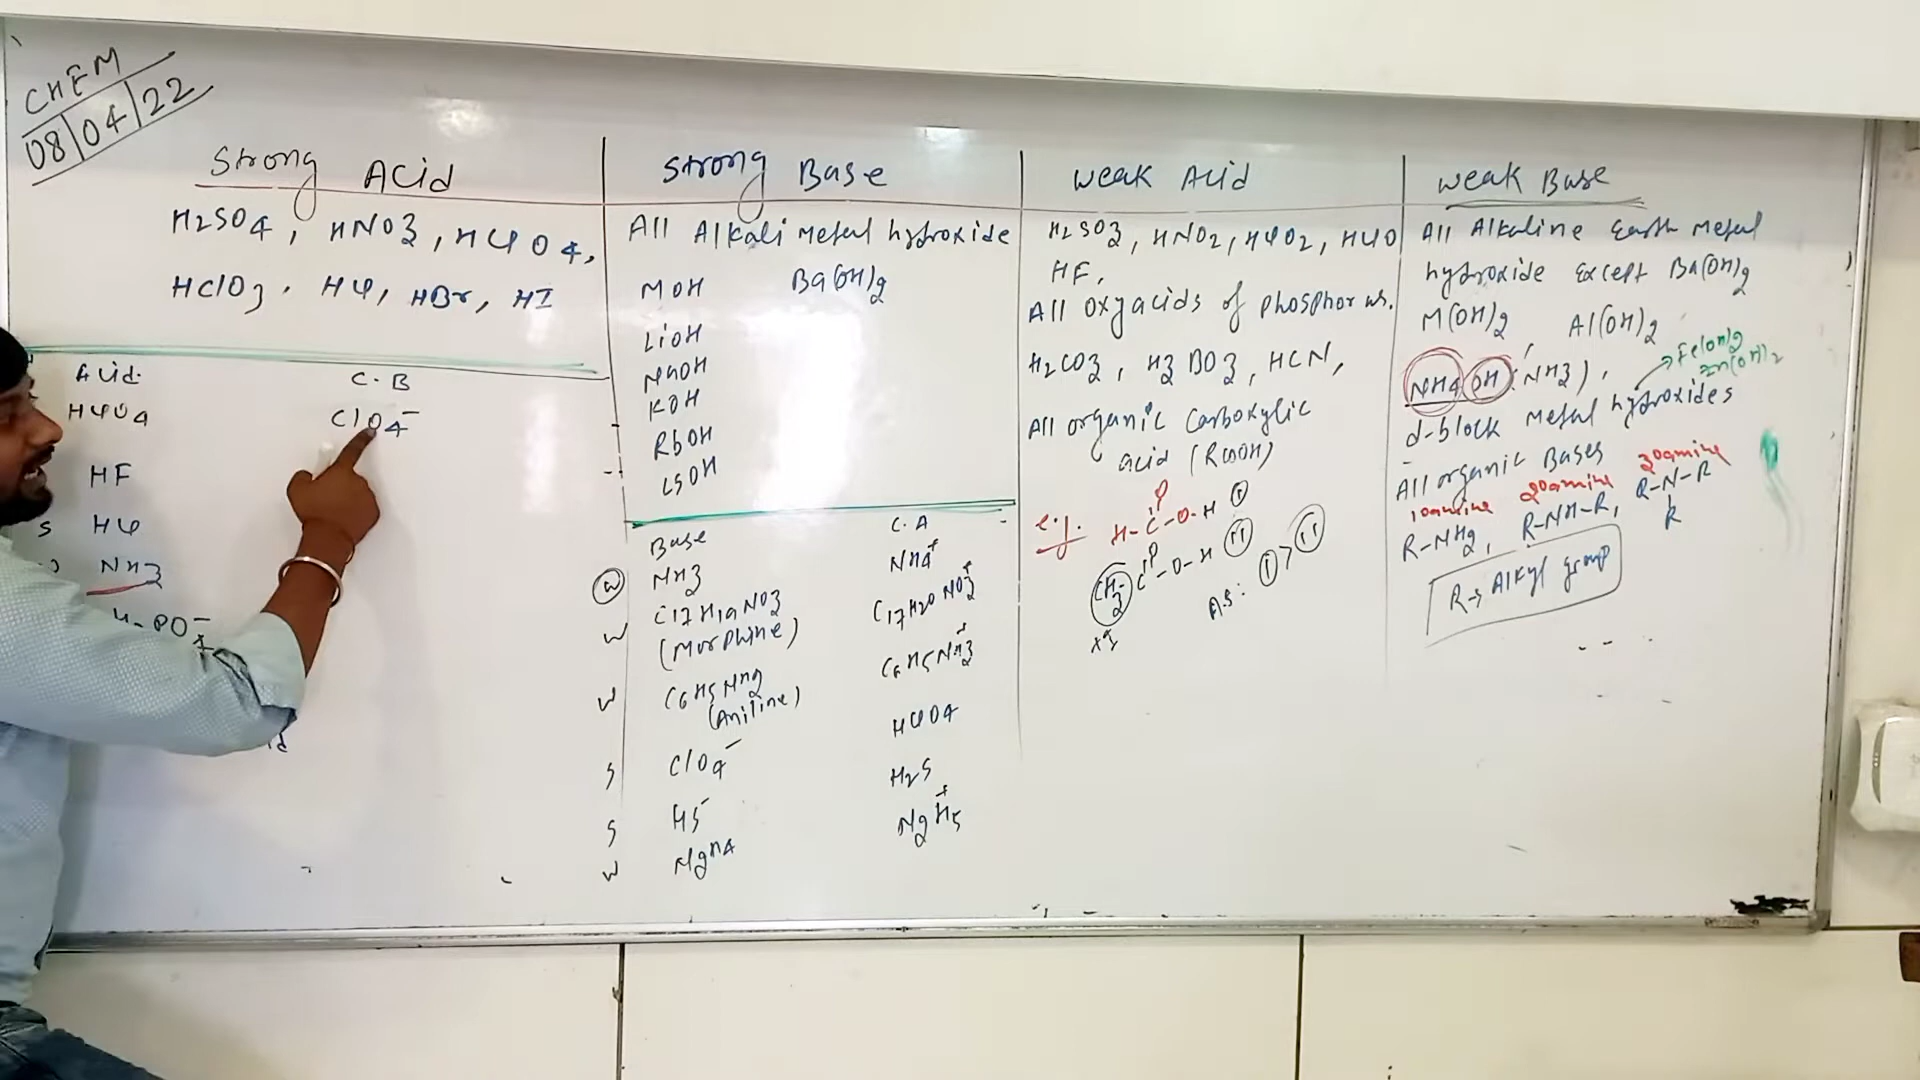 CHEM
08/04/22
Strong Acid
H2SO4, HNO3, HClO4,
HClO3, HCl, HBr, HI
Acid
C.B
HClO4
ClO4-
HF
S HCl
NH3
Strong Base
All Alkali metal hydroxide
MOH Ba(OH)2
LiOH
NaOH
KOH
RbOH
CSOH
Base
C.A
W NH3
NH4+
W C17H19NO3
C17H20NO3+
(Morphine)
W C6H5NH2
C6H5NH3+
(Aniline)
S ClO4-
HClO4
S HS-
H2S
W N2H4
N2H5+
Weak Acid
H2SO3, HNO2, HClO2, HClO
HF,
All oxyacids of phosphorus.
H2CO3, H3BO3, HCN,
All organic Carboxylic
acid (RCOOH)
e.g. H-C-O-H I
CH3 C-O-H II
A.S: I > II
Weak Base
All Alkaline Earth Metal
hydroxide Except Ba(OH)2
M(OH)2, Al(OH)2
NH4OH (NH3),
Fe(OH)2
Zn(OH)2
d-block metal hydroxides
All organic Bases
1°amine 2°amine 3°amine
R-NH2, R-NH-R, R-N-R
R
R→Alkyl group